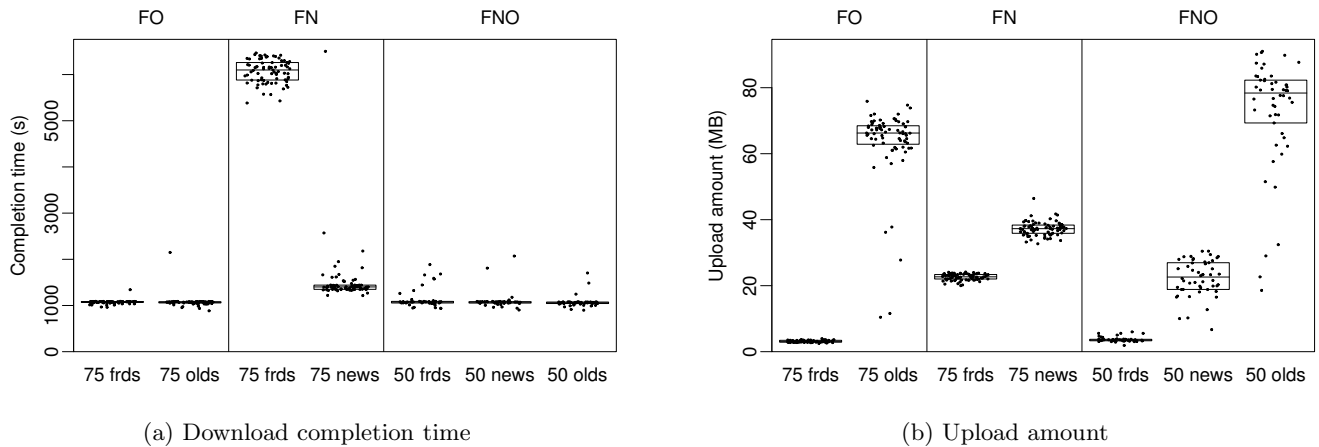 FO FN FNO
Completion time (s)
0 1000 3000 5000
75 frds 75 olds 75 frds 75 news 50 frds 50 news 50 olds
(a) Download completion time
FO FN FNO
Upload amount (MB)
80
60
40
20
0
75 frds 75 olds 75 frds 75 news 50 frds 50 news 50 olds
(b) Upload amount